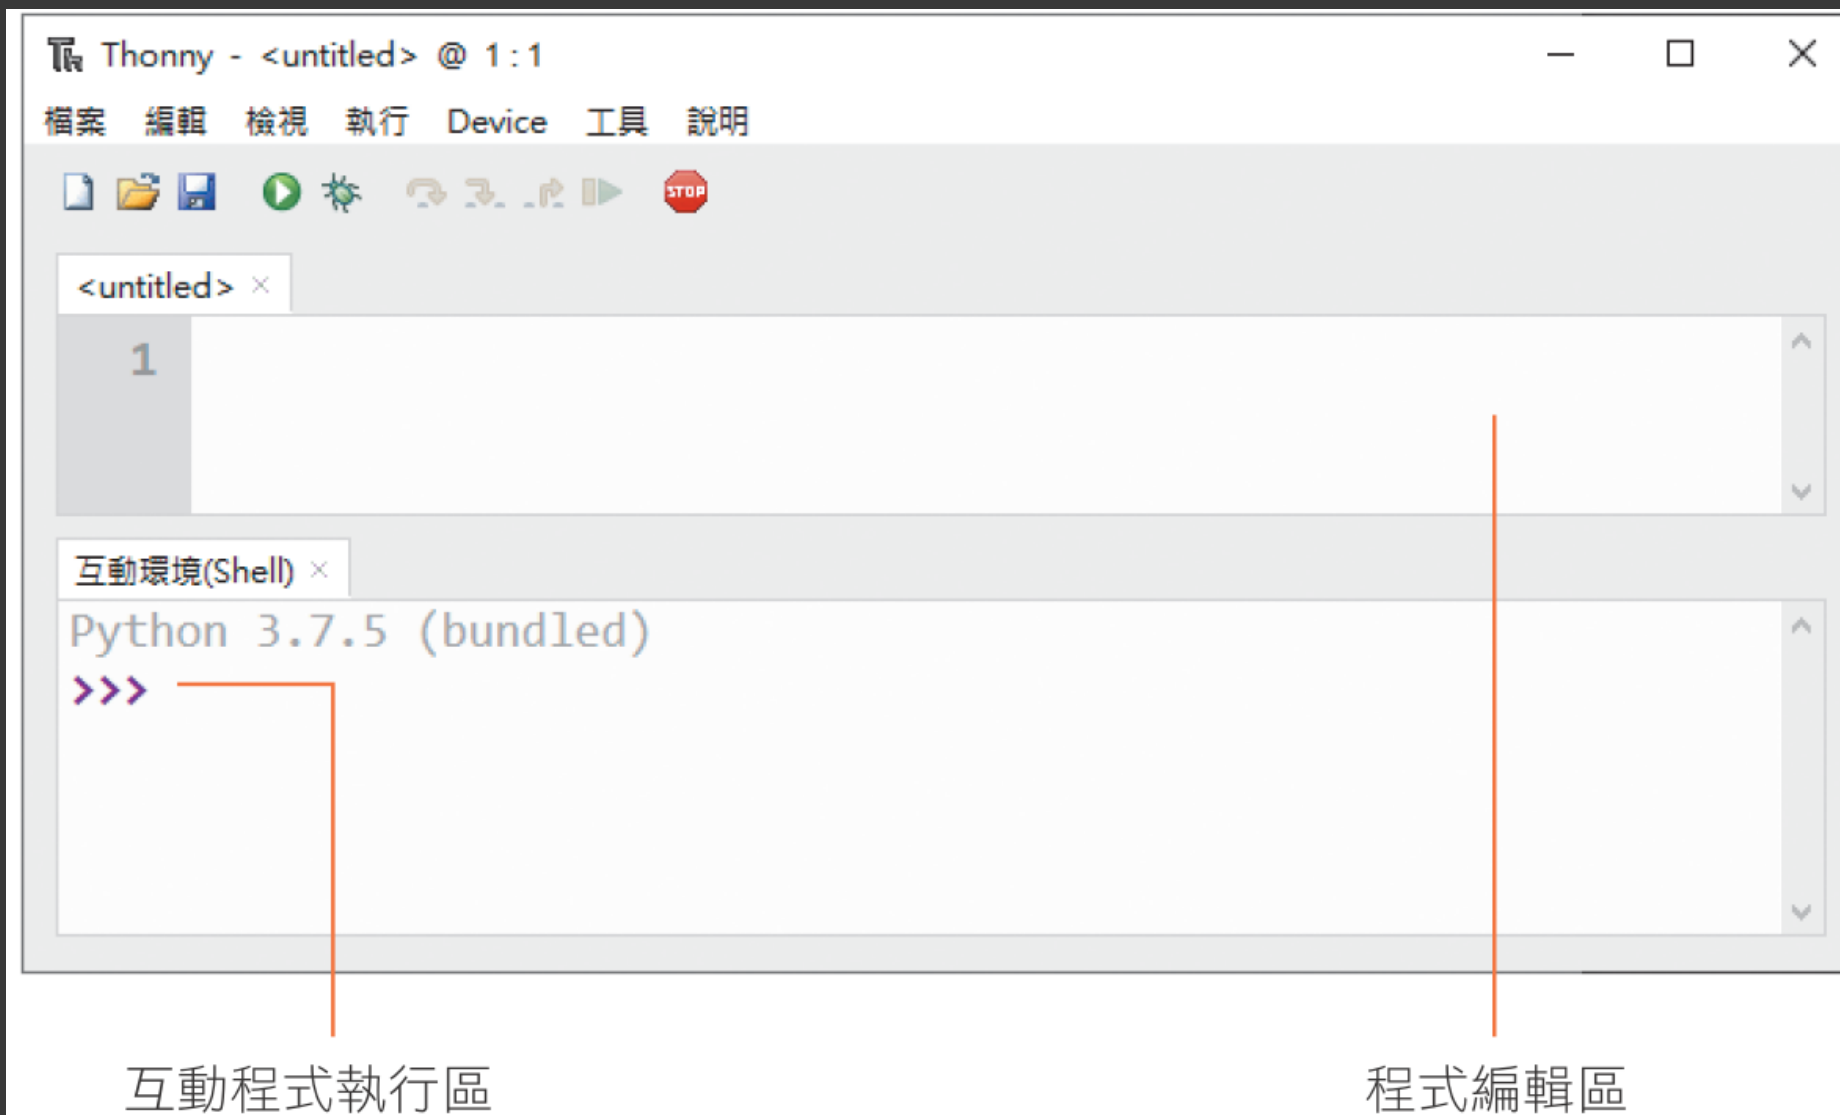 Thonny - <untitled> @ 1 : 1
檔案 編輯 檢視 執行 Device 工具 說明
STOP
<untitled>
1
互動環境(Shell)
Python 3.7.5 (bundled)
>>>
互動程式執行區 程式編輯區